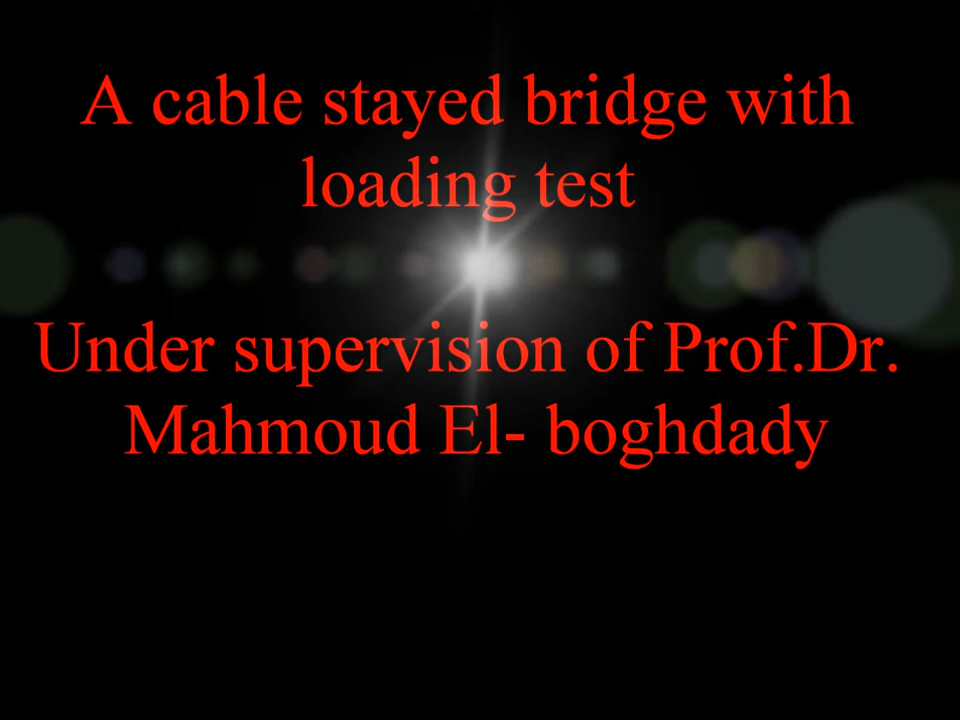 A cable stayed bridge with
loading test
Under supervision of Prof.Dr.
Mahmoud El- boghdady